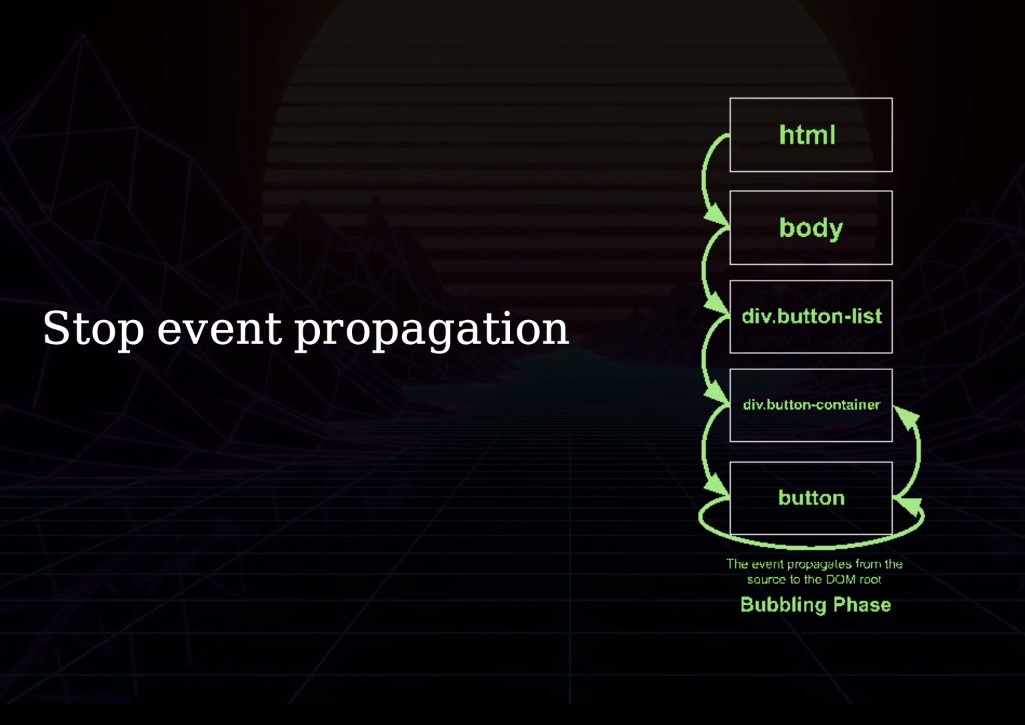 Stop event propagation
html
body
div.button-list
div.button-container
button
The event propagates from the
source to the DOM root
Bubbling Phase